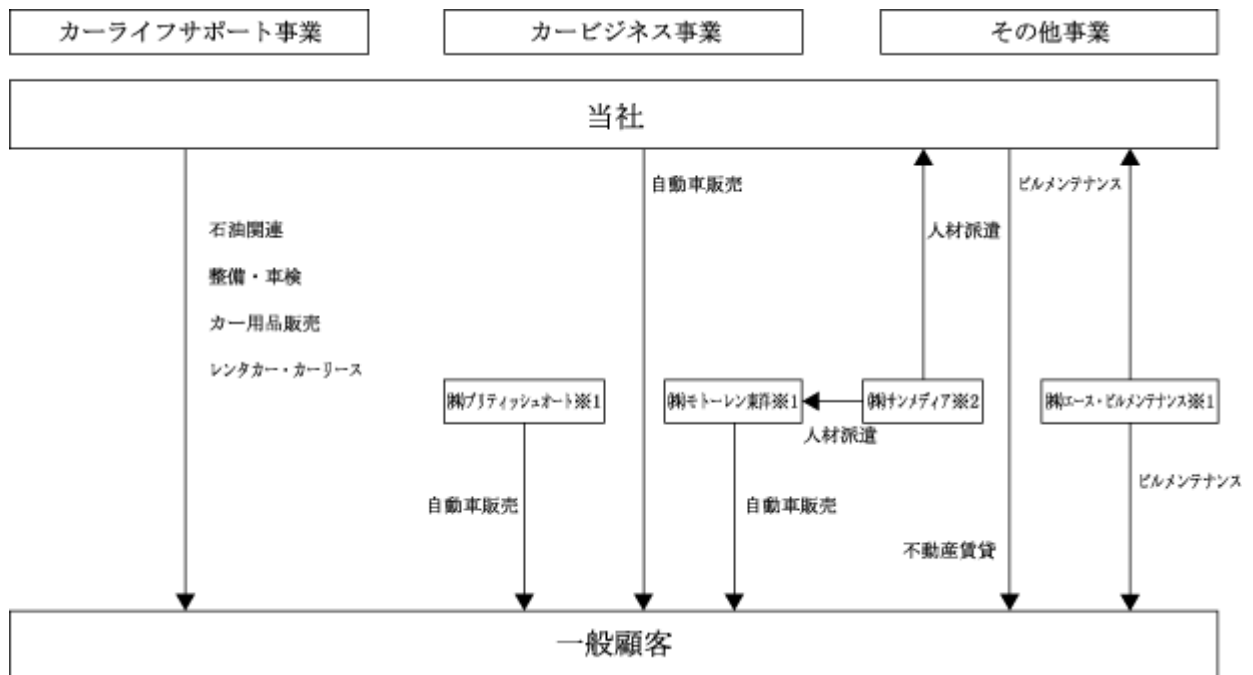 カーライフサポート事業
カービジネス事業
その他事業
当社
自動車販売
ビルメンテナンス
石油関連
人材派遣
整備・車検
カー用品販売
レンタカー・カーリース
㈱ブリティッシュオート※1
㈱モトーレン東洋※1
㈱サンメディア※2
㈱エース・ビルメンテナンス※1
人材派遣
ビルメンテナンス
自動車販売
自動車販売
不動産賃貸
一般顧客